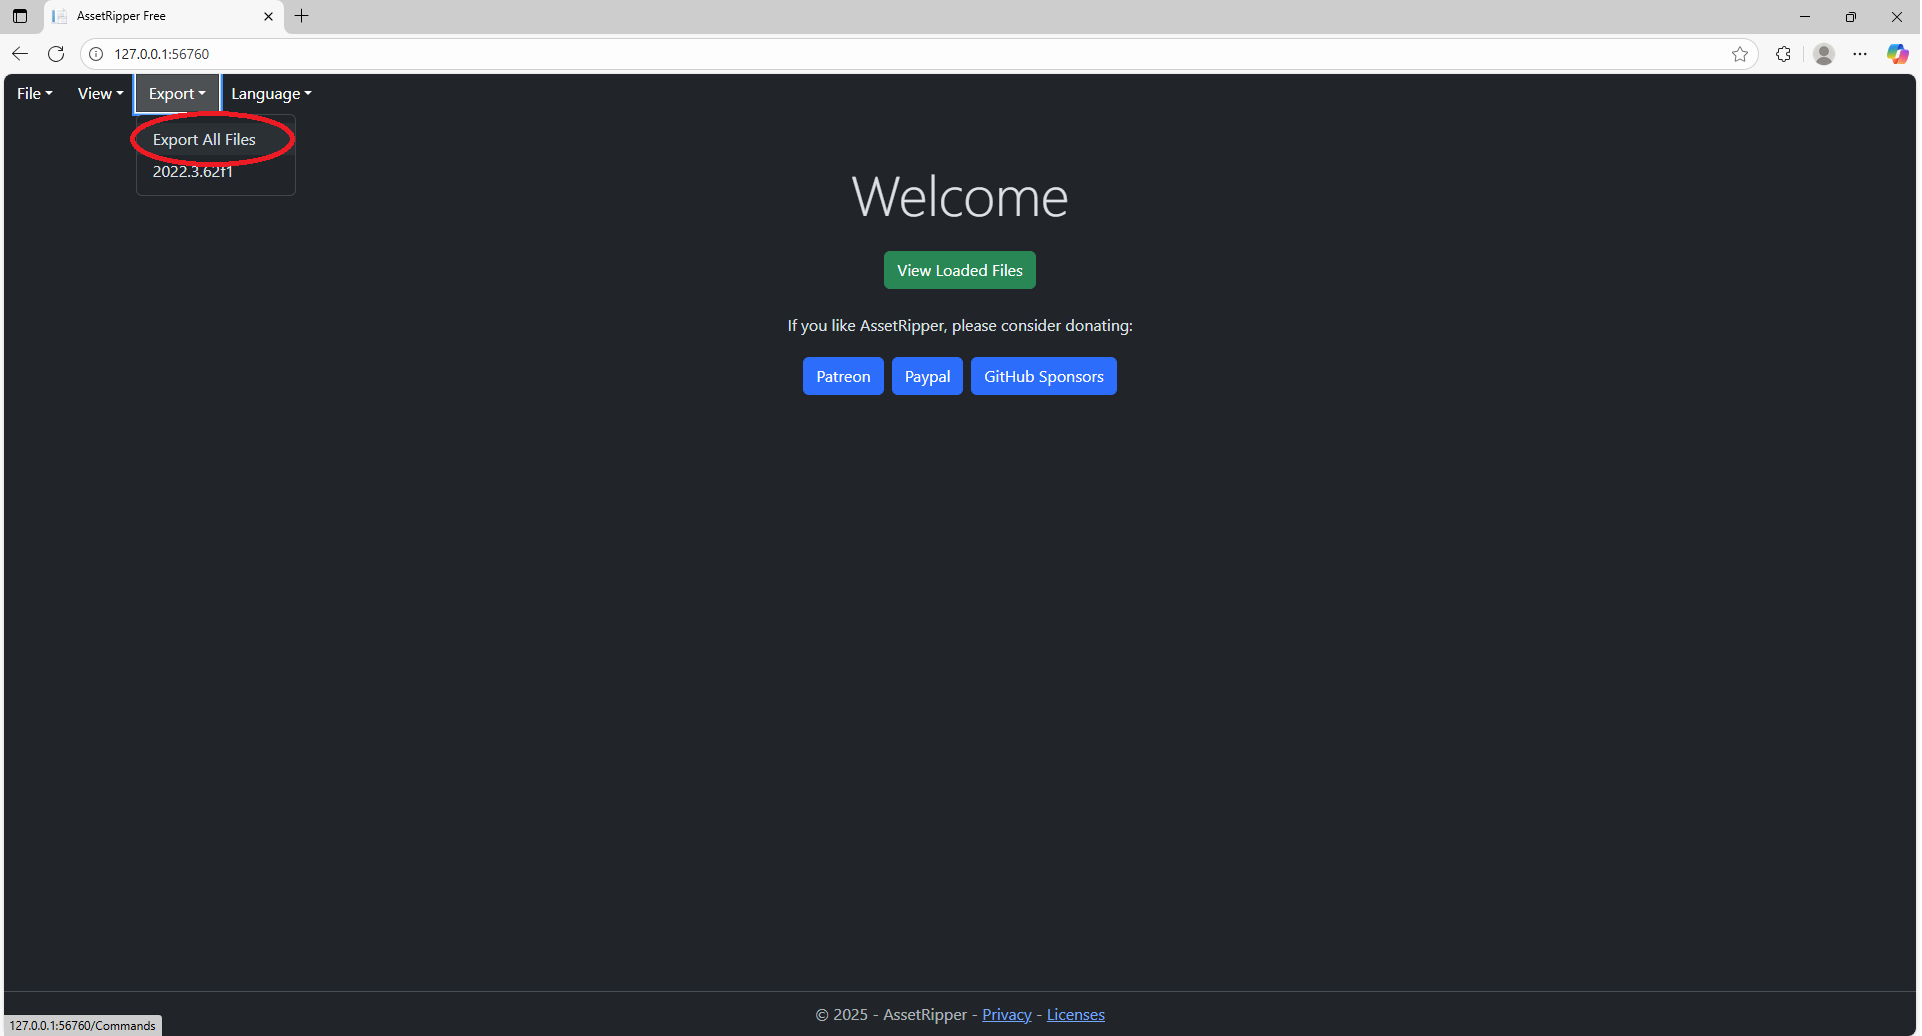 AssetRipper Free
127.0.0.1:56760
File View Export Language
Export All Files
2022.3.62f1
Welcome
View Loaded Files
If you like AssetRipper, please consider donating:
Patreon Paypal GitHub Sponsors
© 2025 - AssetRipper - Privacy - Licenses
127.0.0.1:56760/Commands